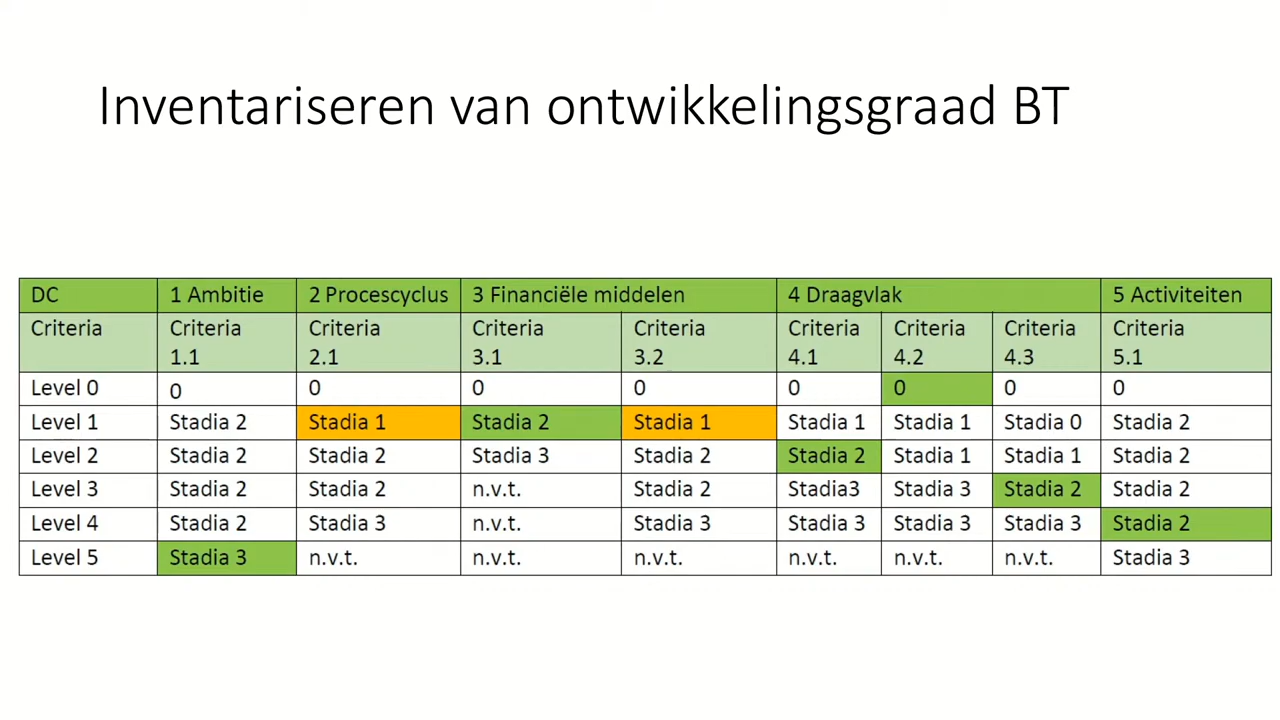 Inventariseren van ontwikkelingsgraad BT
DC 1 Ambitie 2 Procescyclus 3 Financiële middelen 4 Draagvlak 5 Activiteiten
Criteria Criteria 1.1 Criteria 2.1 Criteria 3.1 Criteria 3.2 Criteria 4.1 Criteria 4.2 Criteria 4.3 Criteria 5.1
Level 0 0 0 0 0 0 0 0 0
Level 1 Stadia 2 Stadia 1 Stadia 2 Stadia 1 Stadia 1 Stadia 1 Stadia 0 Stadia 2
Level 2 Stadia 2 Stadia 2 Stadia 3 Stadia 2 Stadia 2 Stadia 1 Stadia 1 Stadia 2
Level 3 Stadia 2 Stadia 2 n.v.t. Stadia 2 Stadia3 Stadia 3 Stadia 2 Stadia 2
Level 4 Stadia 2 Stadia 3 n.v.t. Stadia 3 Stadia 3 Stadia 3 Stadia 3 Stadia 2
Level 5 Stadia 3 n.v.t. n.v.t. n.v.t. n.v.t. n.v.t. n.v.t. Stadia 3